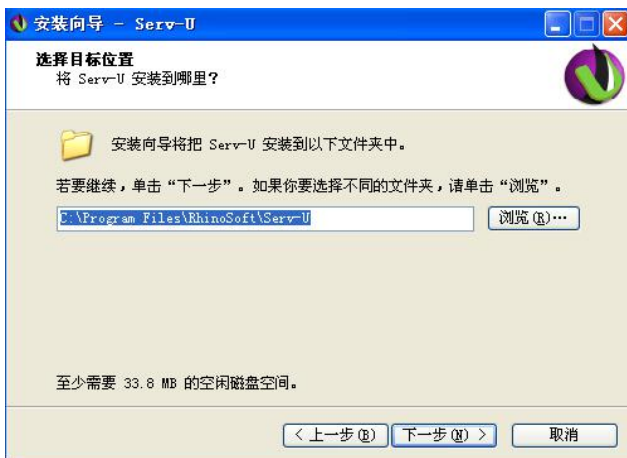 安装向导 - Serv-U
选择目标位置
将 Serv-U 安装到哪里？
安装向导将把 Serv-U 安装到以下文件夹中。
若要继续，单击“下一步”。如果你要选择不同的文件夹，请单击“浏览”。
C:\Program Files\RhinoSoft\Serv-U
浏览(R)…
至少需要 33.8 MB 的空闲磁盘空间。
< 上一步(B) 下一步(N) > 取消